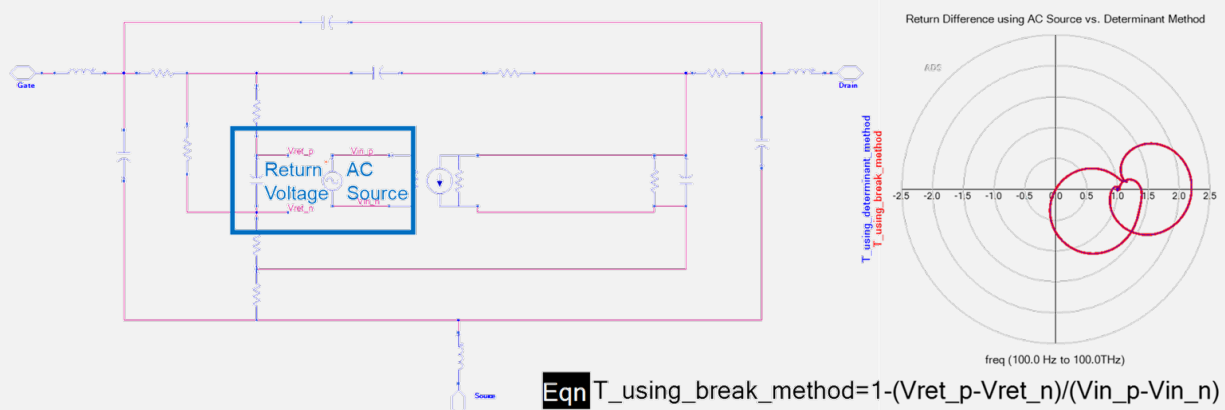 Return Difference using AC Source vs. Determinant Method
ADS
Gate
Drain
Vret_p
Vin_p
Return Voltage
AC Source
Vret_n
Vin_n
T_using_determinant_method
T_using_break_method
-2.5 -2.0 -1.5 -1.0 -0.5 0.0 0.5 1.0 1.5 2.0 2.5
freq (100.0 Hz to 100.0THz)
Source
Eqn T_using_break_method=1-(Vret_p-Vret_n)/(Vin_p-Vin_n)